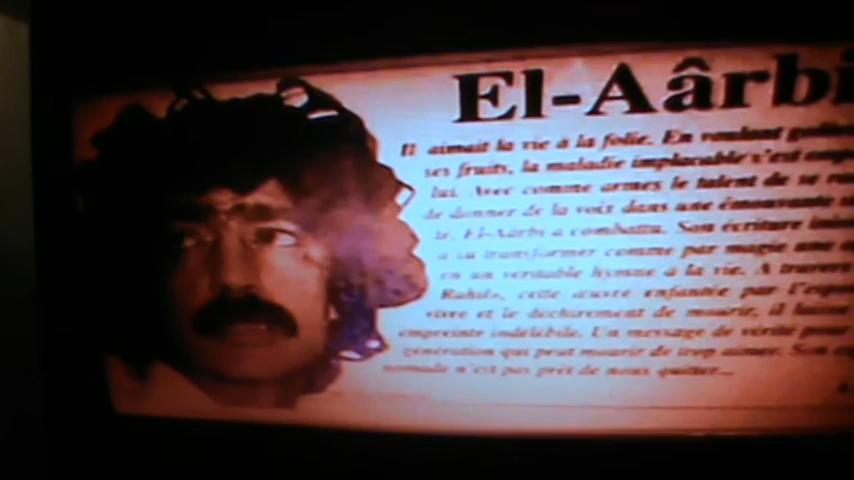 El-Aârbi
Il aimait la vie à la folie. En voulant
ses fruits, la maladie implacable s'est
lui. Avec comme armes le talent de se
de donner de la voix dans une émouvante
le, El-Aârbi a combattu. Son écriture
a su transformer comme par magie une
en un véritable hymne à la vie. A travers
Rahil», cette œuvre enfantée par
vivre et le déchirement de mourir, il laisse
empreinte indélébile. Un message de vérité pour
génération qui peut mourir de trop aimer. Son
nomade n'est pas prêt de nous quitter...